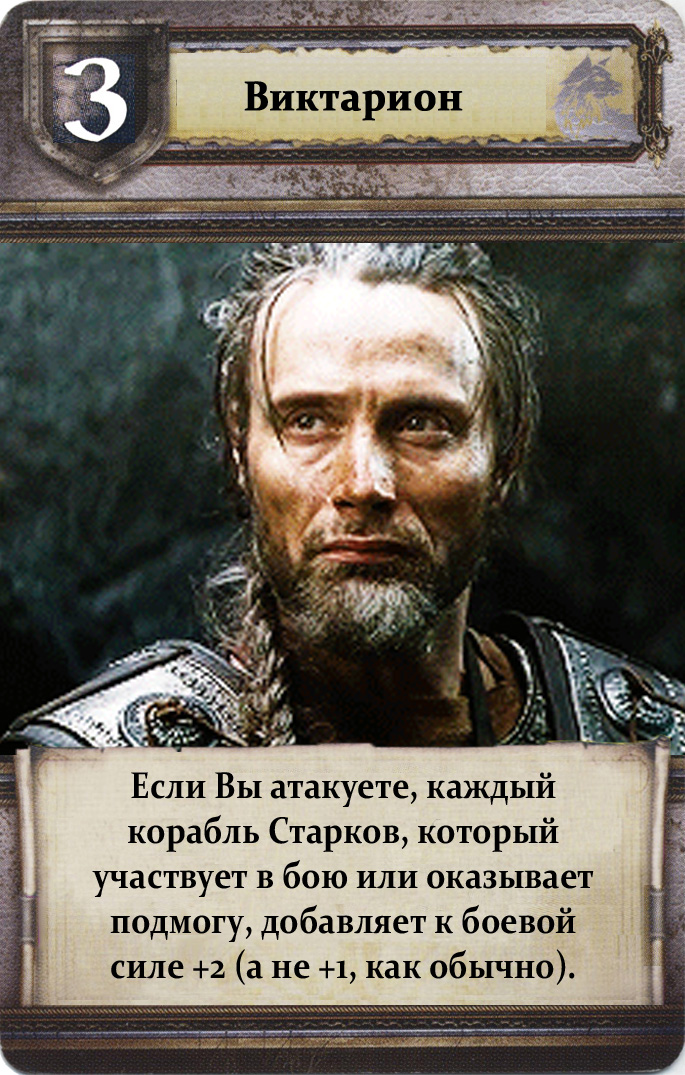 3
Виктарион
Если Вы атакуете, каждый
корабль Старков, который
участвует в бою или оказывает
подмогу, добавляет к боевой
силе +2 (а не +1, как обычно).